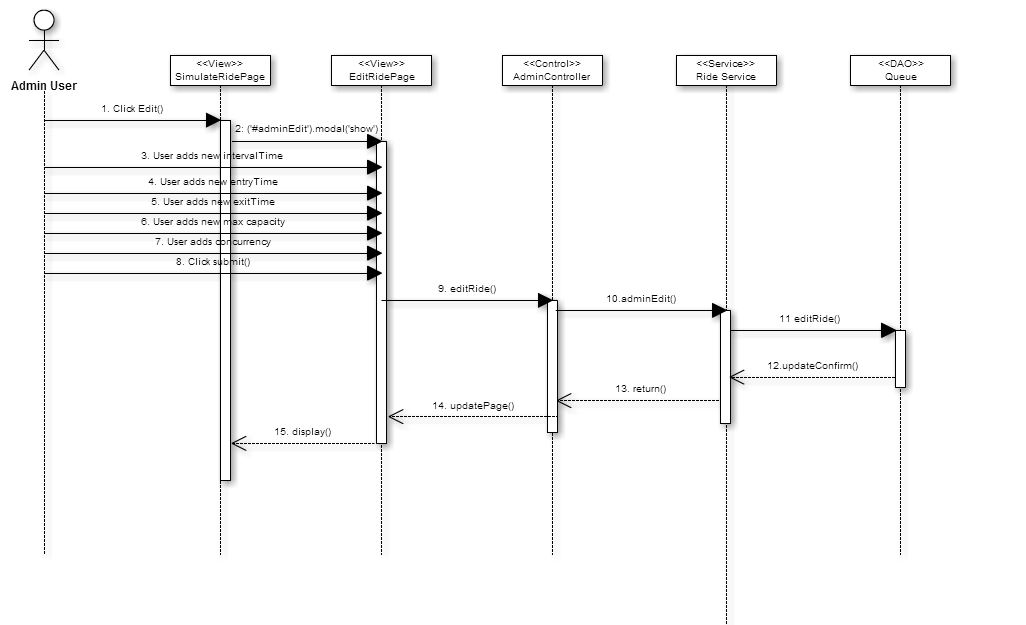 <<View>>
SimulateRidePage
<<View>>
EditRidePage
<<Control>>
AdminController
<<Service>>
Ride Service
<<DAO>>
Queue
Admin User
1. Click Edit()
2: ('#adminEdit').modal('show')
3. User adds new intervalTime
4. User adds new entryTime
5. User adds new exitTime
6. User adds new max capacity
7. User adds concurrency
8. Click submit()
9. editRide()
10.adminEdit()
11 editRide()
12.updateConfirm()
13. return()
14. updatePage()
15. display()